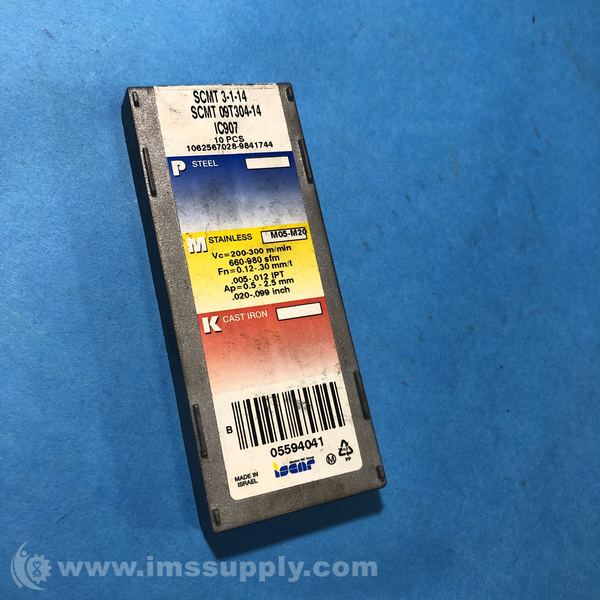 SCMT 3-1-14
SCMT 09T304-14
IC907
10 PCS
1062567028-9841744
P STEEL
M STAINLESS M05-M20
Vc=200-300 m/min
660-980 sfm
Fn=0.12-.30 mm/t
.005-.012 IPT
Ap=0.5 - 2.5 mm
.020-.099 inch
K CAST IRON
B
05594041
MADE IN
ISRAEL
iscar
M
PP
www.imssupply.com